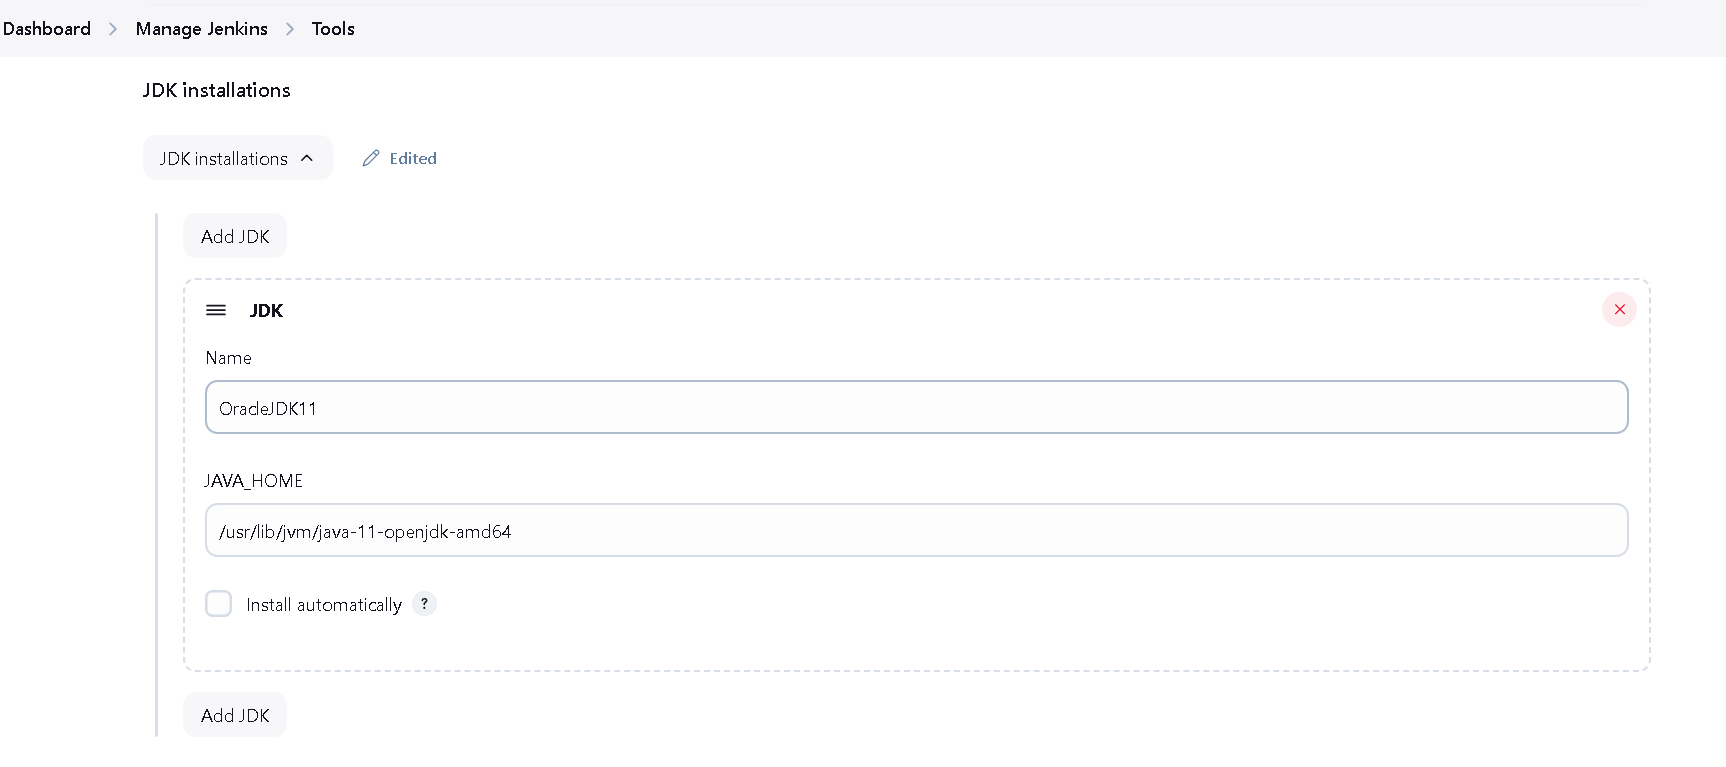 Dashboard > Manage Jenkins > Tools
JDK installations
JDK installations Edited
Add JDK
JDK
Name
OracleJDK11
JAVA_HOME
/usr/lib/jvm/java-11-openjdk-amd64
Install automatically ?
Add JDK